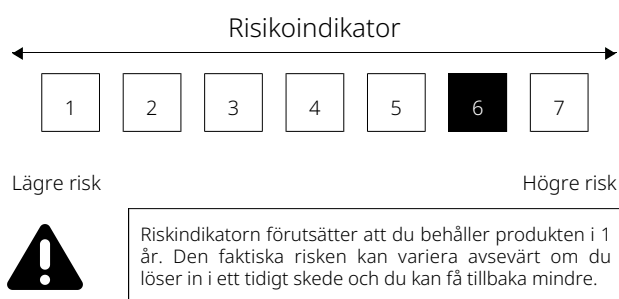 Risikoindikator
1 2 3 4 5 6 7
Lägre risk Högre risk
Riskindikatorn förutsätter att du behåller produkten i 1
år. Den faktiska risken kan variera avsevärt om du
löser in i ett tidigt skede och du kan få tillbaka mindre.